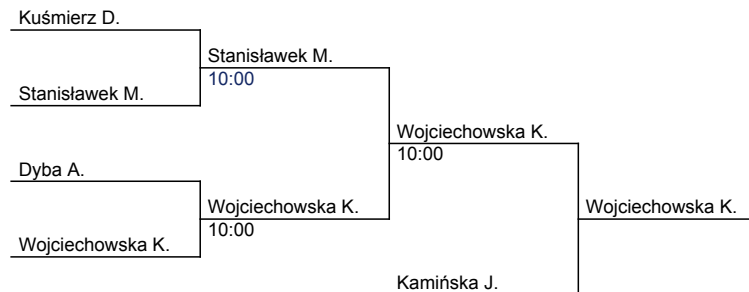 Kuśmierz D.
Stanisławek M.
10:00
Stanisławek M.
Wojciechowska K.
10:00
Dyba A.
Wojciechowska K.
10:00
Wojciechowska K.
Wojciechowska K.
Kamińska J.